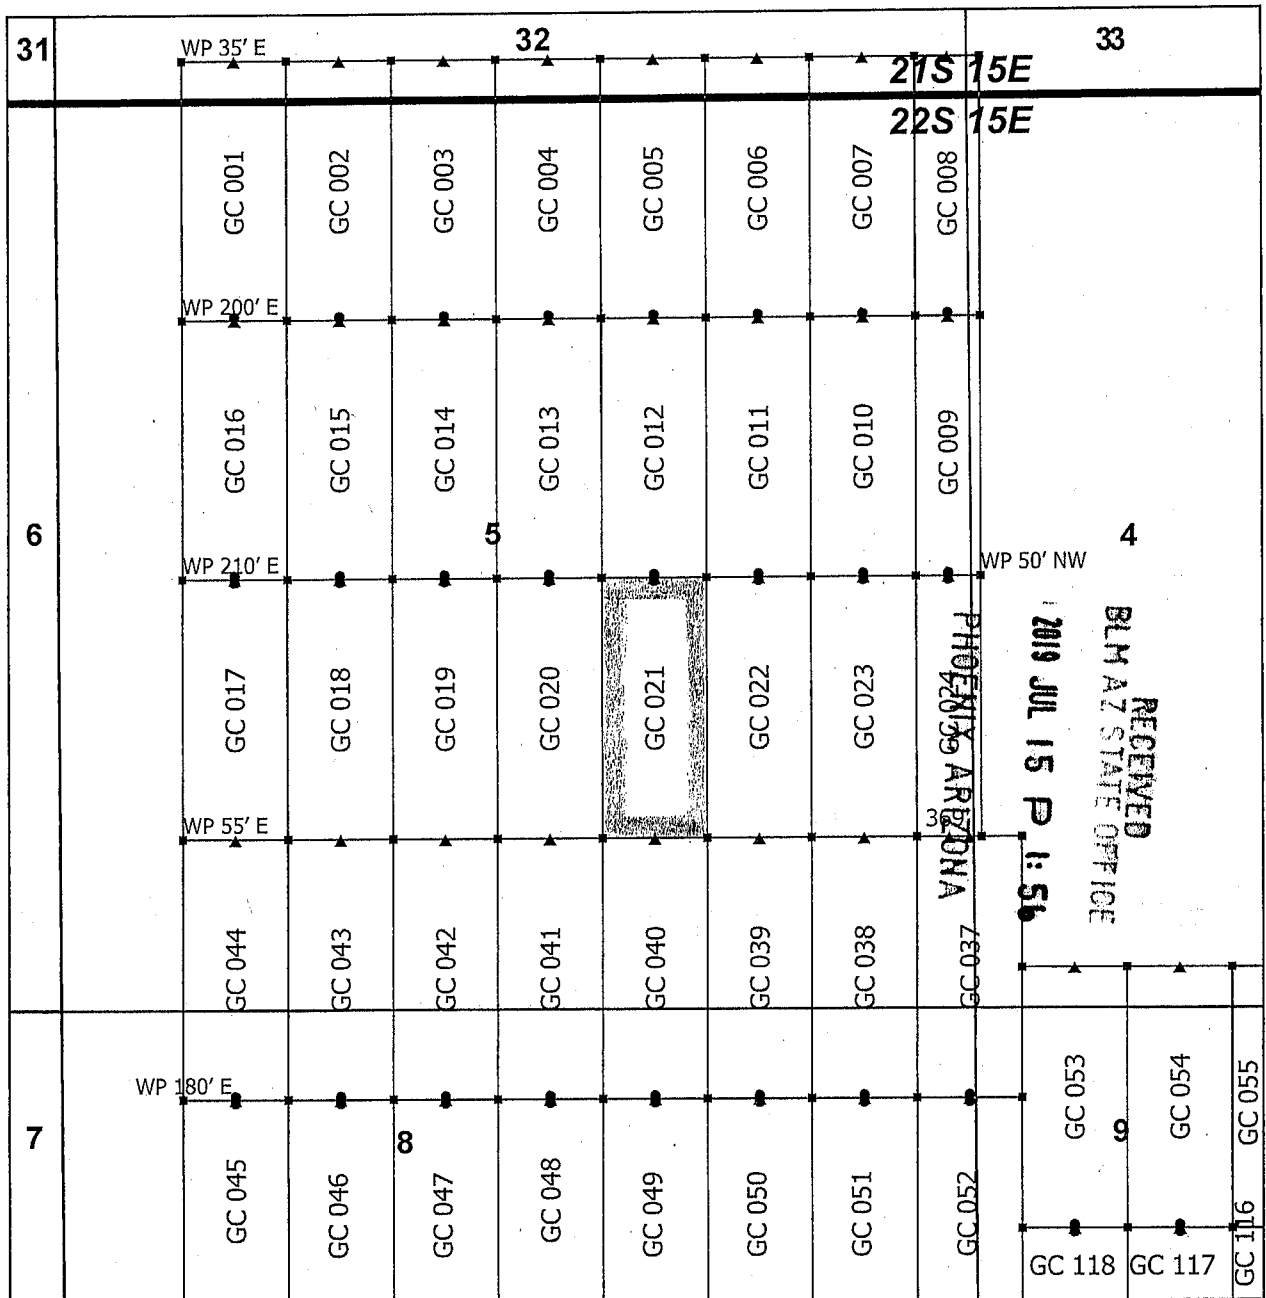 31
WP 35' E
32
33
21S 15E
22S 15E
GC 001
GC 002
GC 003
GC 004
GC 005
GC 006
GC 007
GC 008
WP 200' E
GC 016
GC 015
GC 014
GC 013
GC 012
GC 011
GC 010
GC 009
6
5
4
WP 210' E
WP 50' NW
GC 017
GC 018
GC 019
GC 020
GC 021
GC 022
GC 023
GC 024
RECEIVED
BLM AZ STATE OFFICE
2019 JUL 15 P 1:56
PHOENIX ARIZONA
WP 55' E
GC 044
GC 043
GC 042
GC 041
GC 040
GC 039
GC 038
GC 037
WP 180' E
7
8
9
GC 053
GC 054
GC 055
GC 045
GC 046
GC 047
GC 048
GC 049
GC 050
GC 051
GC 052
GC 118
GC 117
GC 116